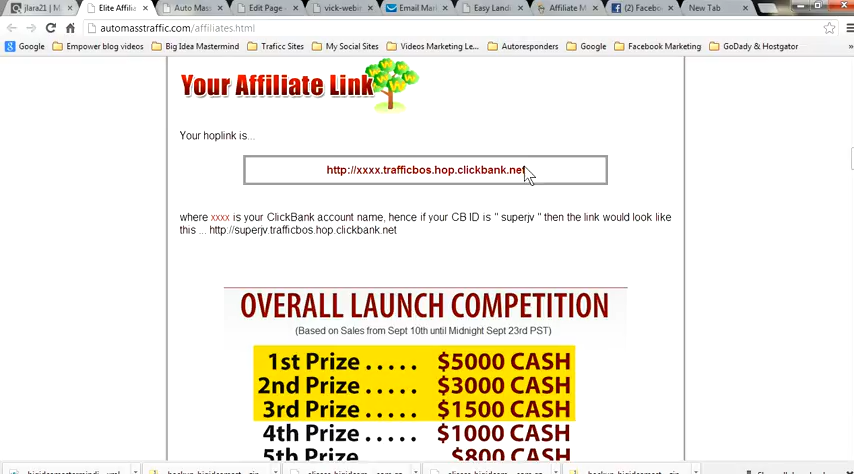 jlara21 | M
Elite Affilia
Auto Mass
Edit Page
vick-webin
Email Mar
Easy Landi
Affiliate M
(2) Facebo
New Tab
automasstraffic.com/affiliates.html
Google
Empower blog videos
Big Idea Mastermind
Traficc Sites
My Social Sites
Videos Marketing Le...
Autoresponders
Google
Facebook Marketing
GoDady & Hostgator
Your Affiliate Link
Your hoplink is...
http://xxxx.trafficbos.hop.clickbank.net
where xxxx is your ClickBank account name, hence if your CB ID is " superjv " then the link would look like
this ... http://superjv.trafficbos.hop.clickbank.net
OVERALL LAUNCH COMPETITION
(Based on Sales from Sept 10th until Midnight Sept 23rd PST)
1st Prize ..... $5000 CASH
2nd Prize ..... $3000 CASH
3rd Prize ..... $1500 CASH
4th Prize ..... $1000 CASH
5th Prize $800 CASH